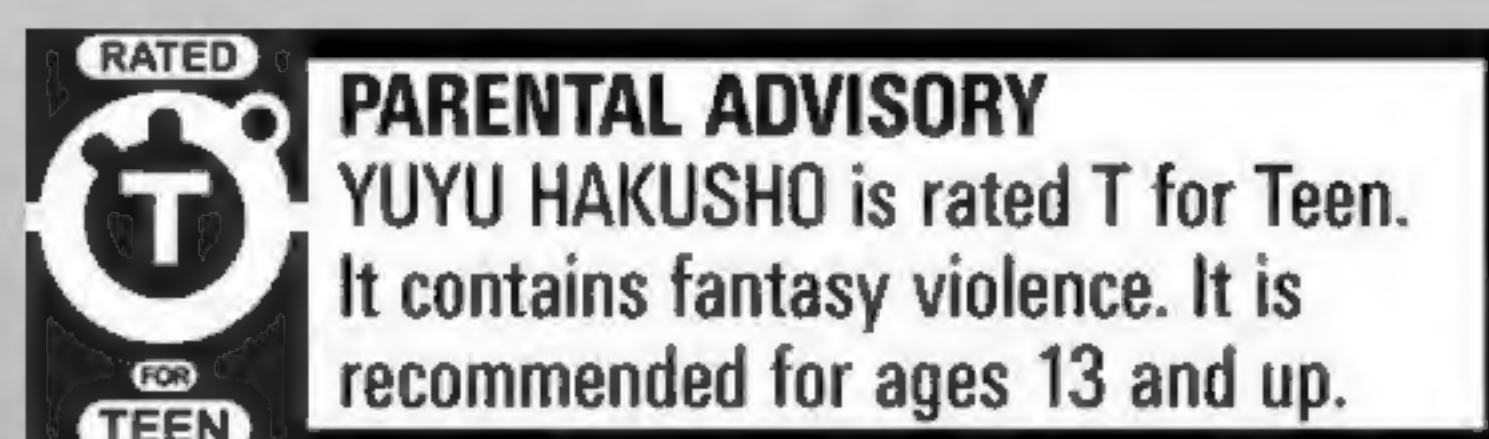 RATED
T
FOR
TEEN
PARENTAL ADVISORY
YUYU HAKUSHO is rated T for Teen.
It contains fantasy violence. It is
recommended for ages 13 and up.